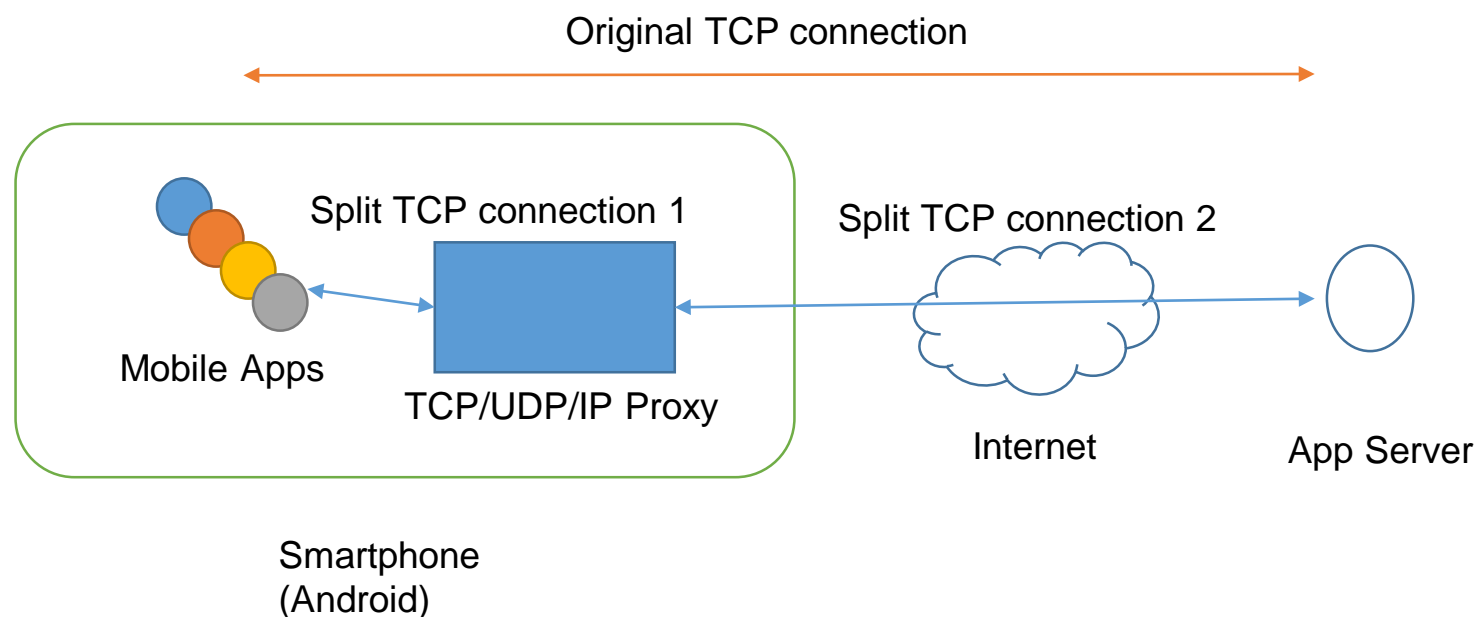 Original TCP connection
Split TCP connection 1
Split TCP connection 2
Mobile Apps
TCP/UDP/IP Proxy
Internet
App Server
Smartphone
(Android)